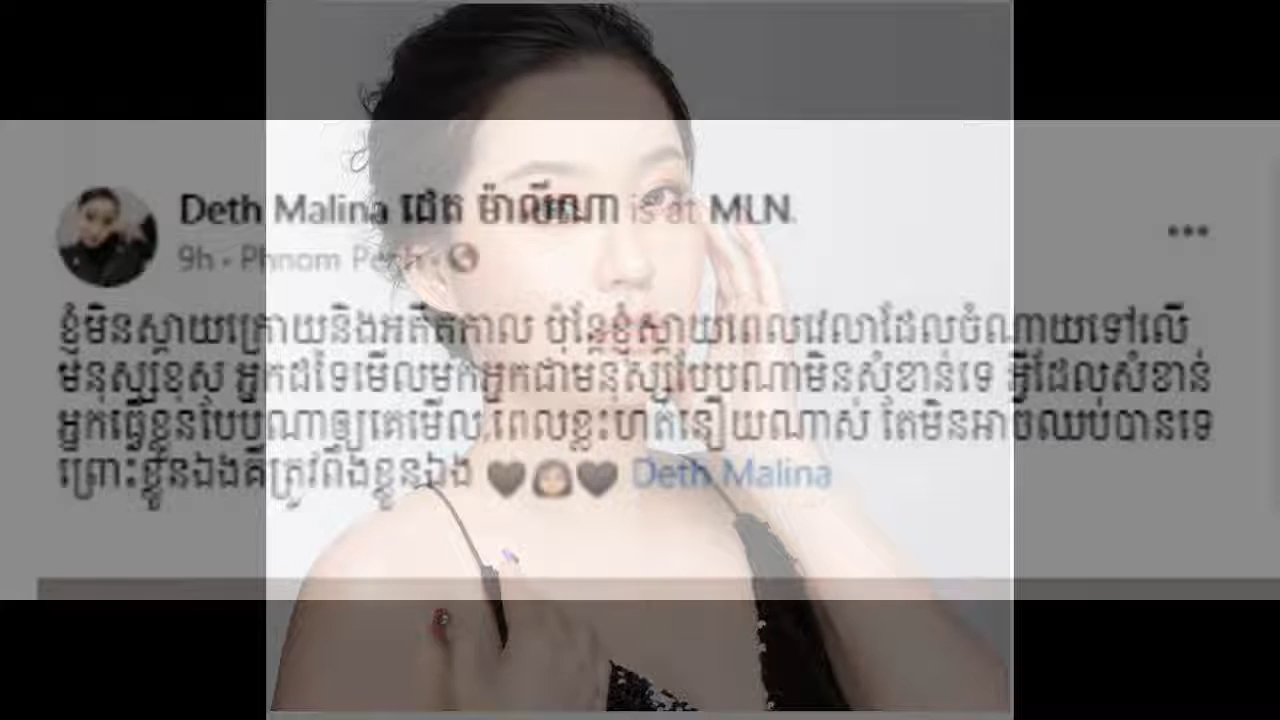 Deth Malina ដេត ម៉ាលីណា is at MLN.
9h · Phnom Penh ·
ខ្ញុំមិនស្តាយក្រោយនិងអតីតកាល ប៉ុន្តែខ្ញុំស្តាយពេលវេលាដែលចំណាយទៅលើ
មនុស្សខុស អ្នកដទៃមើលមកអ្នកជាមនុស្សបែបណាមិនសំខាន់ទេ អ្វីដែលសំខាន់
អ្នកធ្វើខ្លួនបែបណាឲ្យគេមើល,ពេលខ្លះហត់នឿយណាស់ តែមិនអាចឈប់បានទេ
ព្រោះខ្លួនឯងគឺត្រូវពឹងខ្លួនឯង 🖤👩🖤 Deth Malina